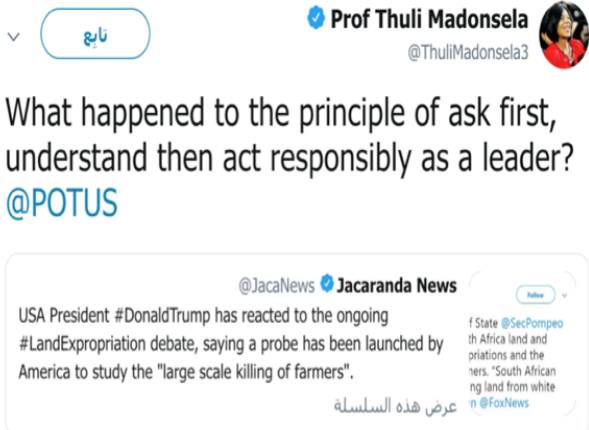 Prof Thuli Madonsela
تابع
@ThuliMadonsela3
What happened to the principle of ask first,
understand then act responsibly as a leader?
@POTUS
@JacaNews Jacaranda News
USA President #DonaldTrump has reacted to the ongoing
#LandExpropriation debate, saying a probe has been launched by
America to study the "large scale killing of farmers".
عرض هذه السلسلة
Follow
f State @SecPompeo
th Africa land and
priations and the
ners. "South African
ng land from white
n @FoxNews